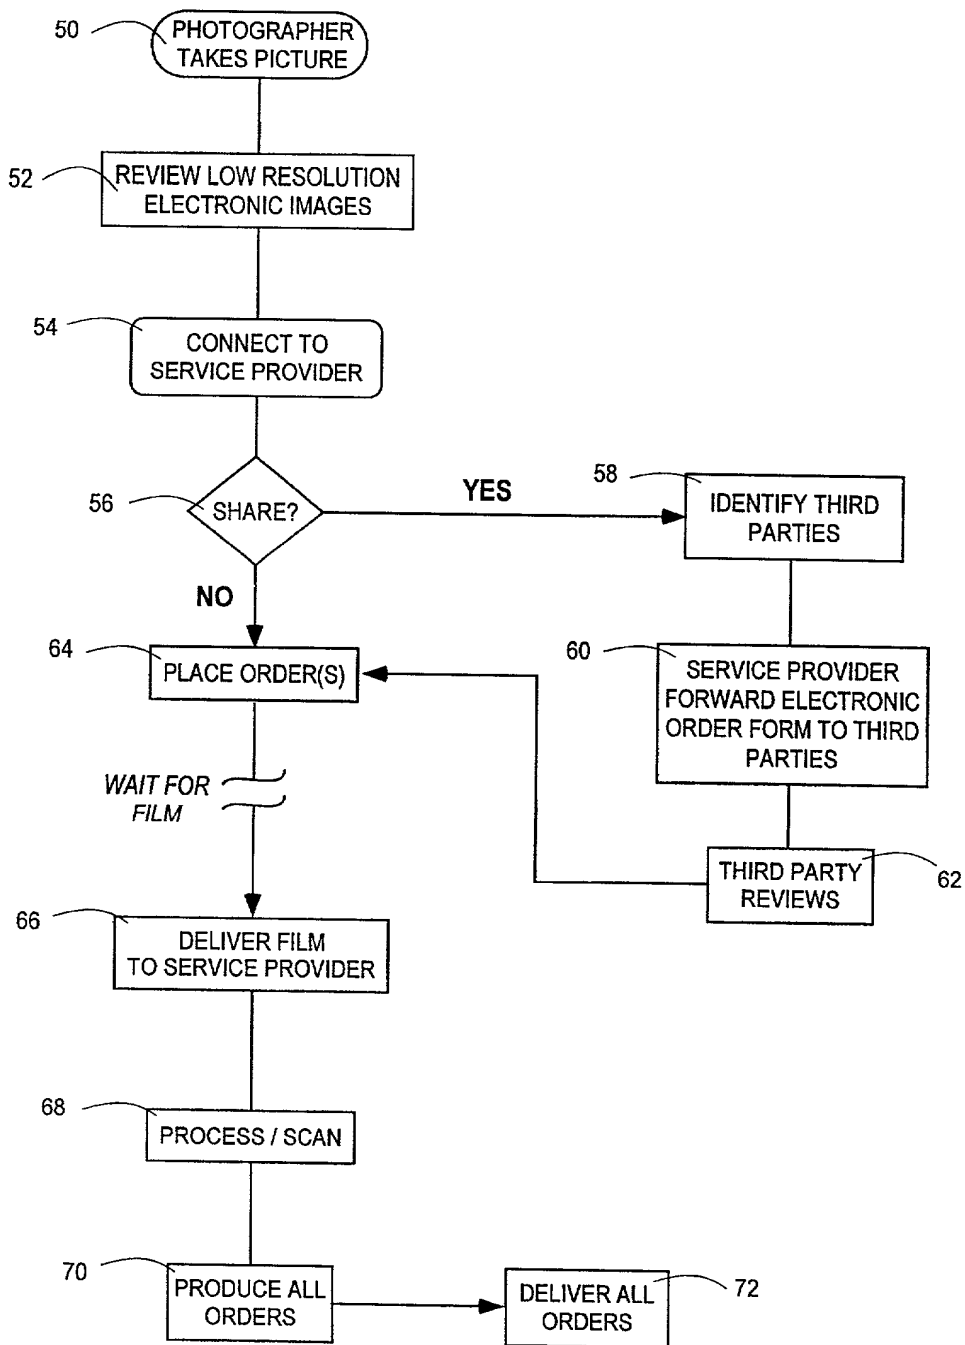 50
PHOTOGRAPHER
TAKES PICTURE
52
REVIEW LOW RESOLUTION
ELECTRONIC IMAGES
54
CONNECT TO
SERVICE PROVIDER
56
SHARE?
YES
58
IDENTIFY THIRD
PARTIES
NO
60
SERVICE PROVIDER
FORWARD ELECTRONIC
ORDER FORM TO THIRD
PARTIES
62
THIRD PARTY
REVIEWS
64
PLACE ORDER(S)
WAIT FOR
FILM
66
DELIVER FILM
TO SERVICE PROVIDER
68
PROCESS / SCAN
70
PRODUCE ALL
ORDERS
72
DELIVER ALL
ORDERS